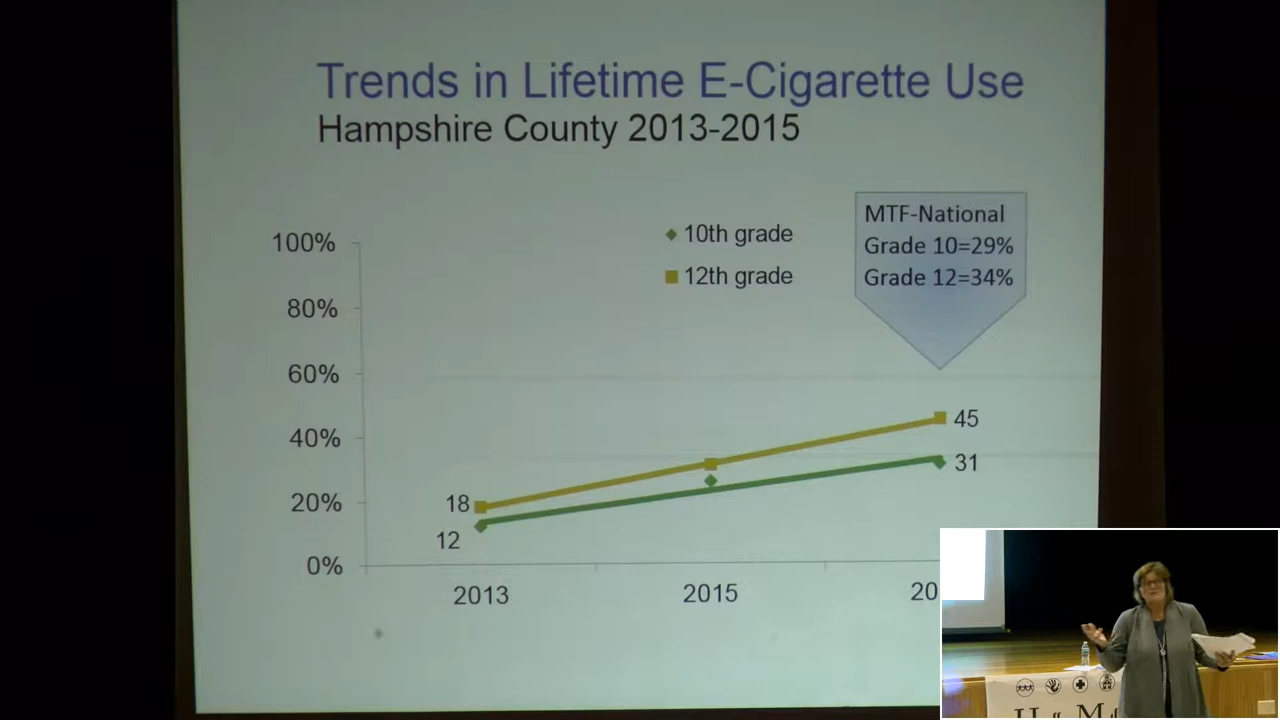 Trends in Lifetime E-Cigarette Use
Hampshire County 2013-2015
MTF-National
Grade 10=29%
Grade 12=34%
10th grade
12th grade
100%
80%
60%
40%
20%
0%
45
31
18
12
2013
2015
20